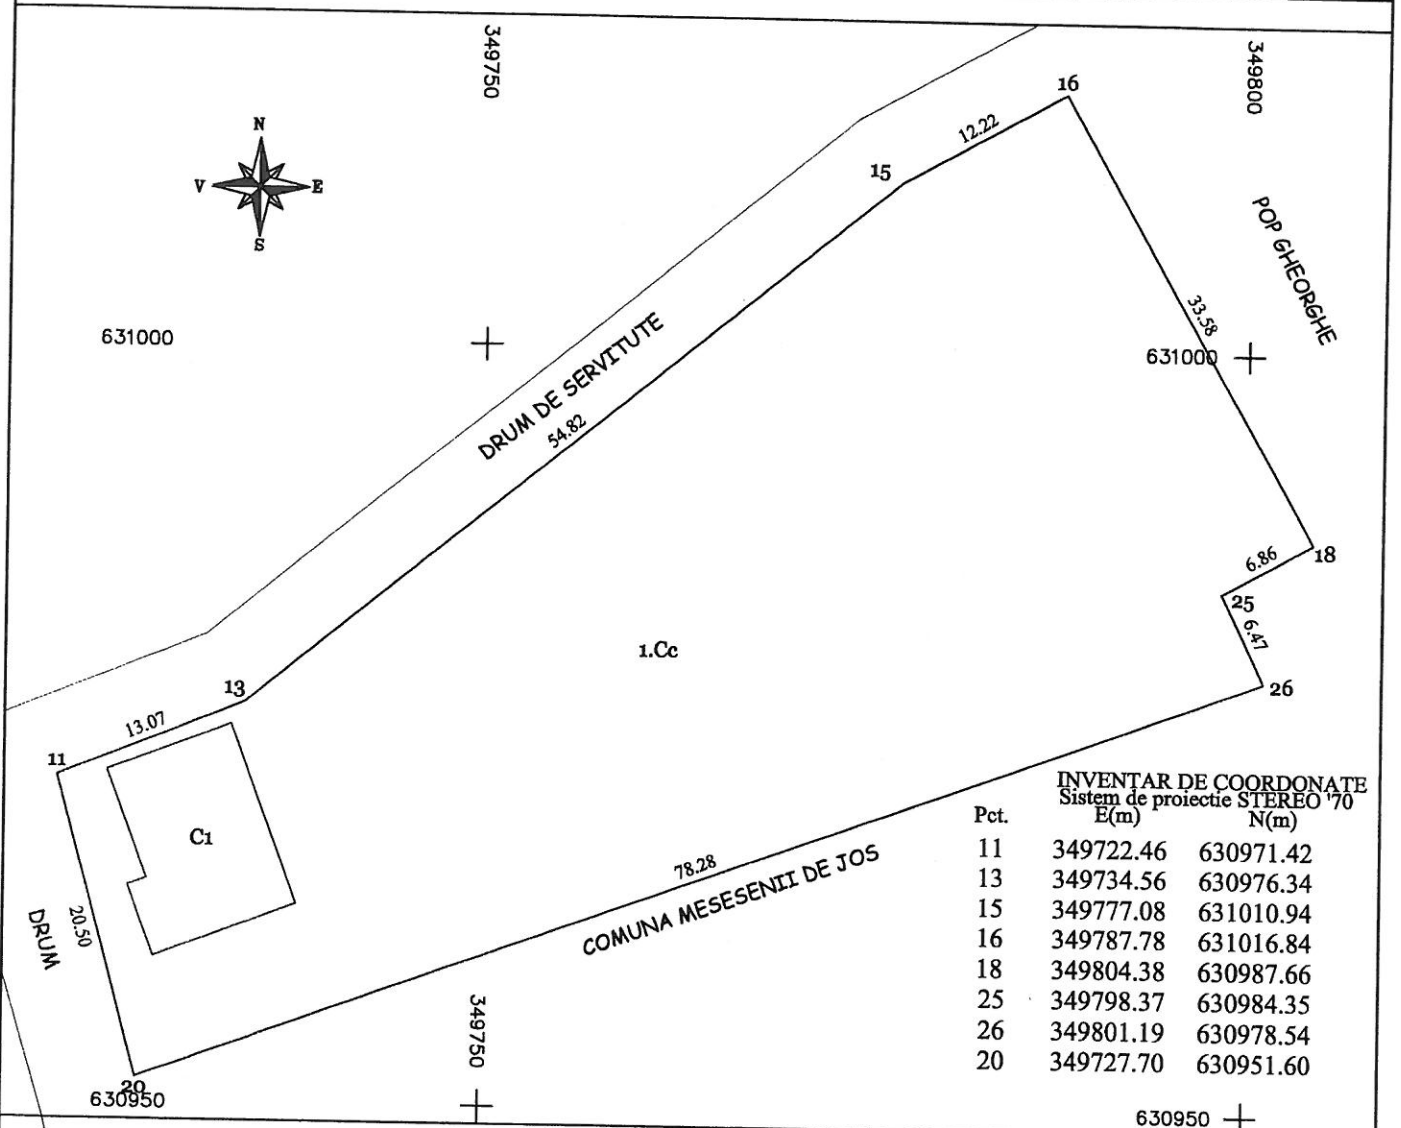 349750
349800
16
N
12.22
15
V
E
S
POP GHEORGHE
33.58
631000
631000
DRUM DE SERVITUTE
54.82
18
6.86
25
6.47
1.Cc
26
13
13.07
11
C1
INVENTAR DE COORDONATE
Sistem de proiectie STEREO '70
Pct. E(m) N(m)
11 349722.46 630971.42
13 349734.56 630976.34
15 349777.08 631010.94
16 349787.78 631016.84
18 349804.38 630987.66
25 349798.37 630984.35
26 349801.19 630978.54
20 349727.70 630951.60
78.28
COMUNA MESESENII DE JOS
20.50
DRUM
349750
20
630950
630950